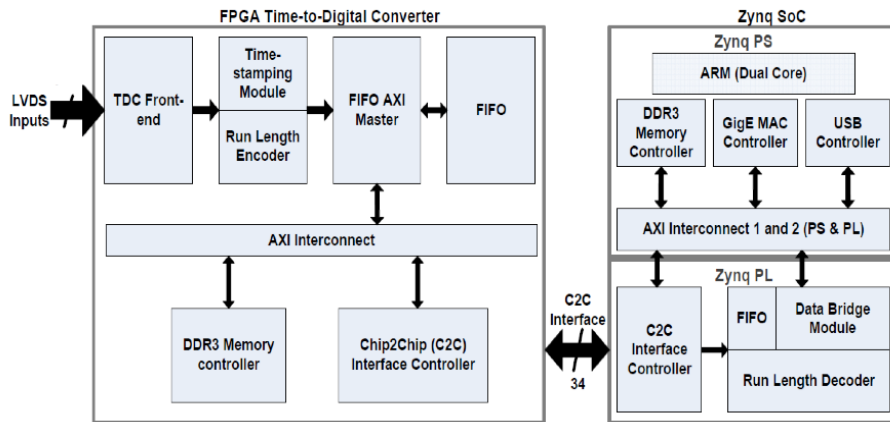 FPGA Time-to-Digital Converter
LVDS
Inputs
TDC Front-
end
Time-
stamping
Module
Run Length
Encoder
FIFO AXI
Master
FIFO
AXI Interconnect
DDR3 Memory
controller
Chip2Chip (C2C)
Interface Controller
C2C
Interface
34
Zynq SoC
Zynq PS
ARM (Dual Core)
DDR3
Memory
Controller
GigE MAC
Controller
USB
Controller
AXI Interconnect 1 and 2 (PS & PL)
Zynq PL
C2C
Interface
Controller
FIFO
Data Bridge
Module
Run Length Decoder